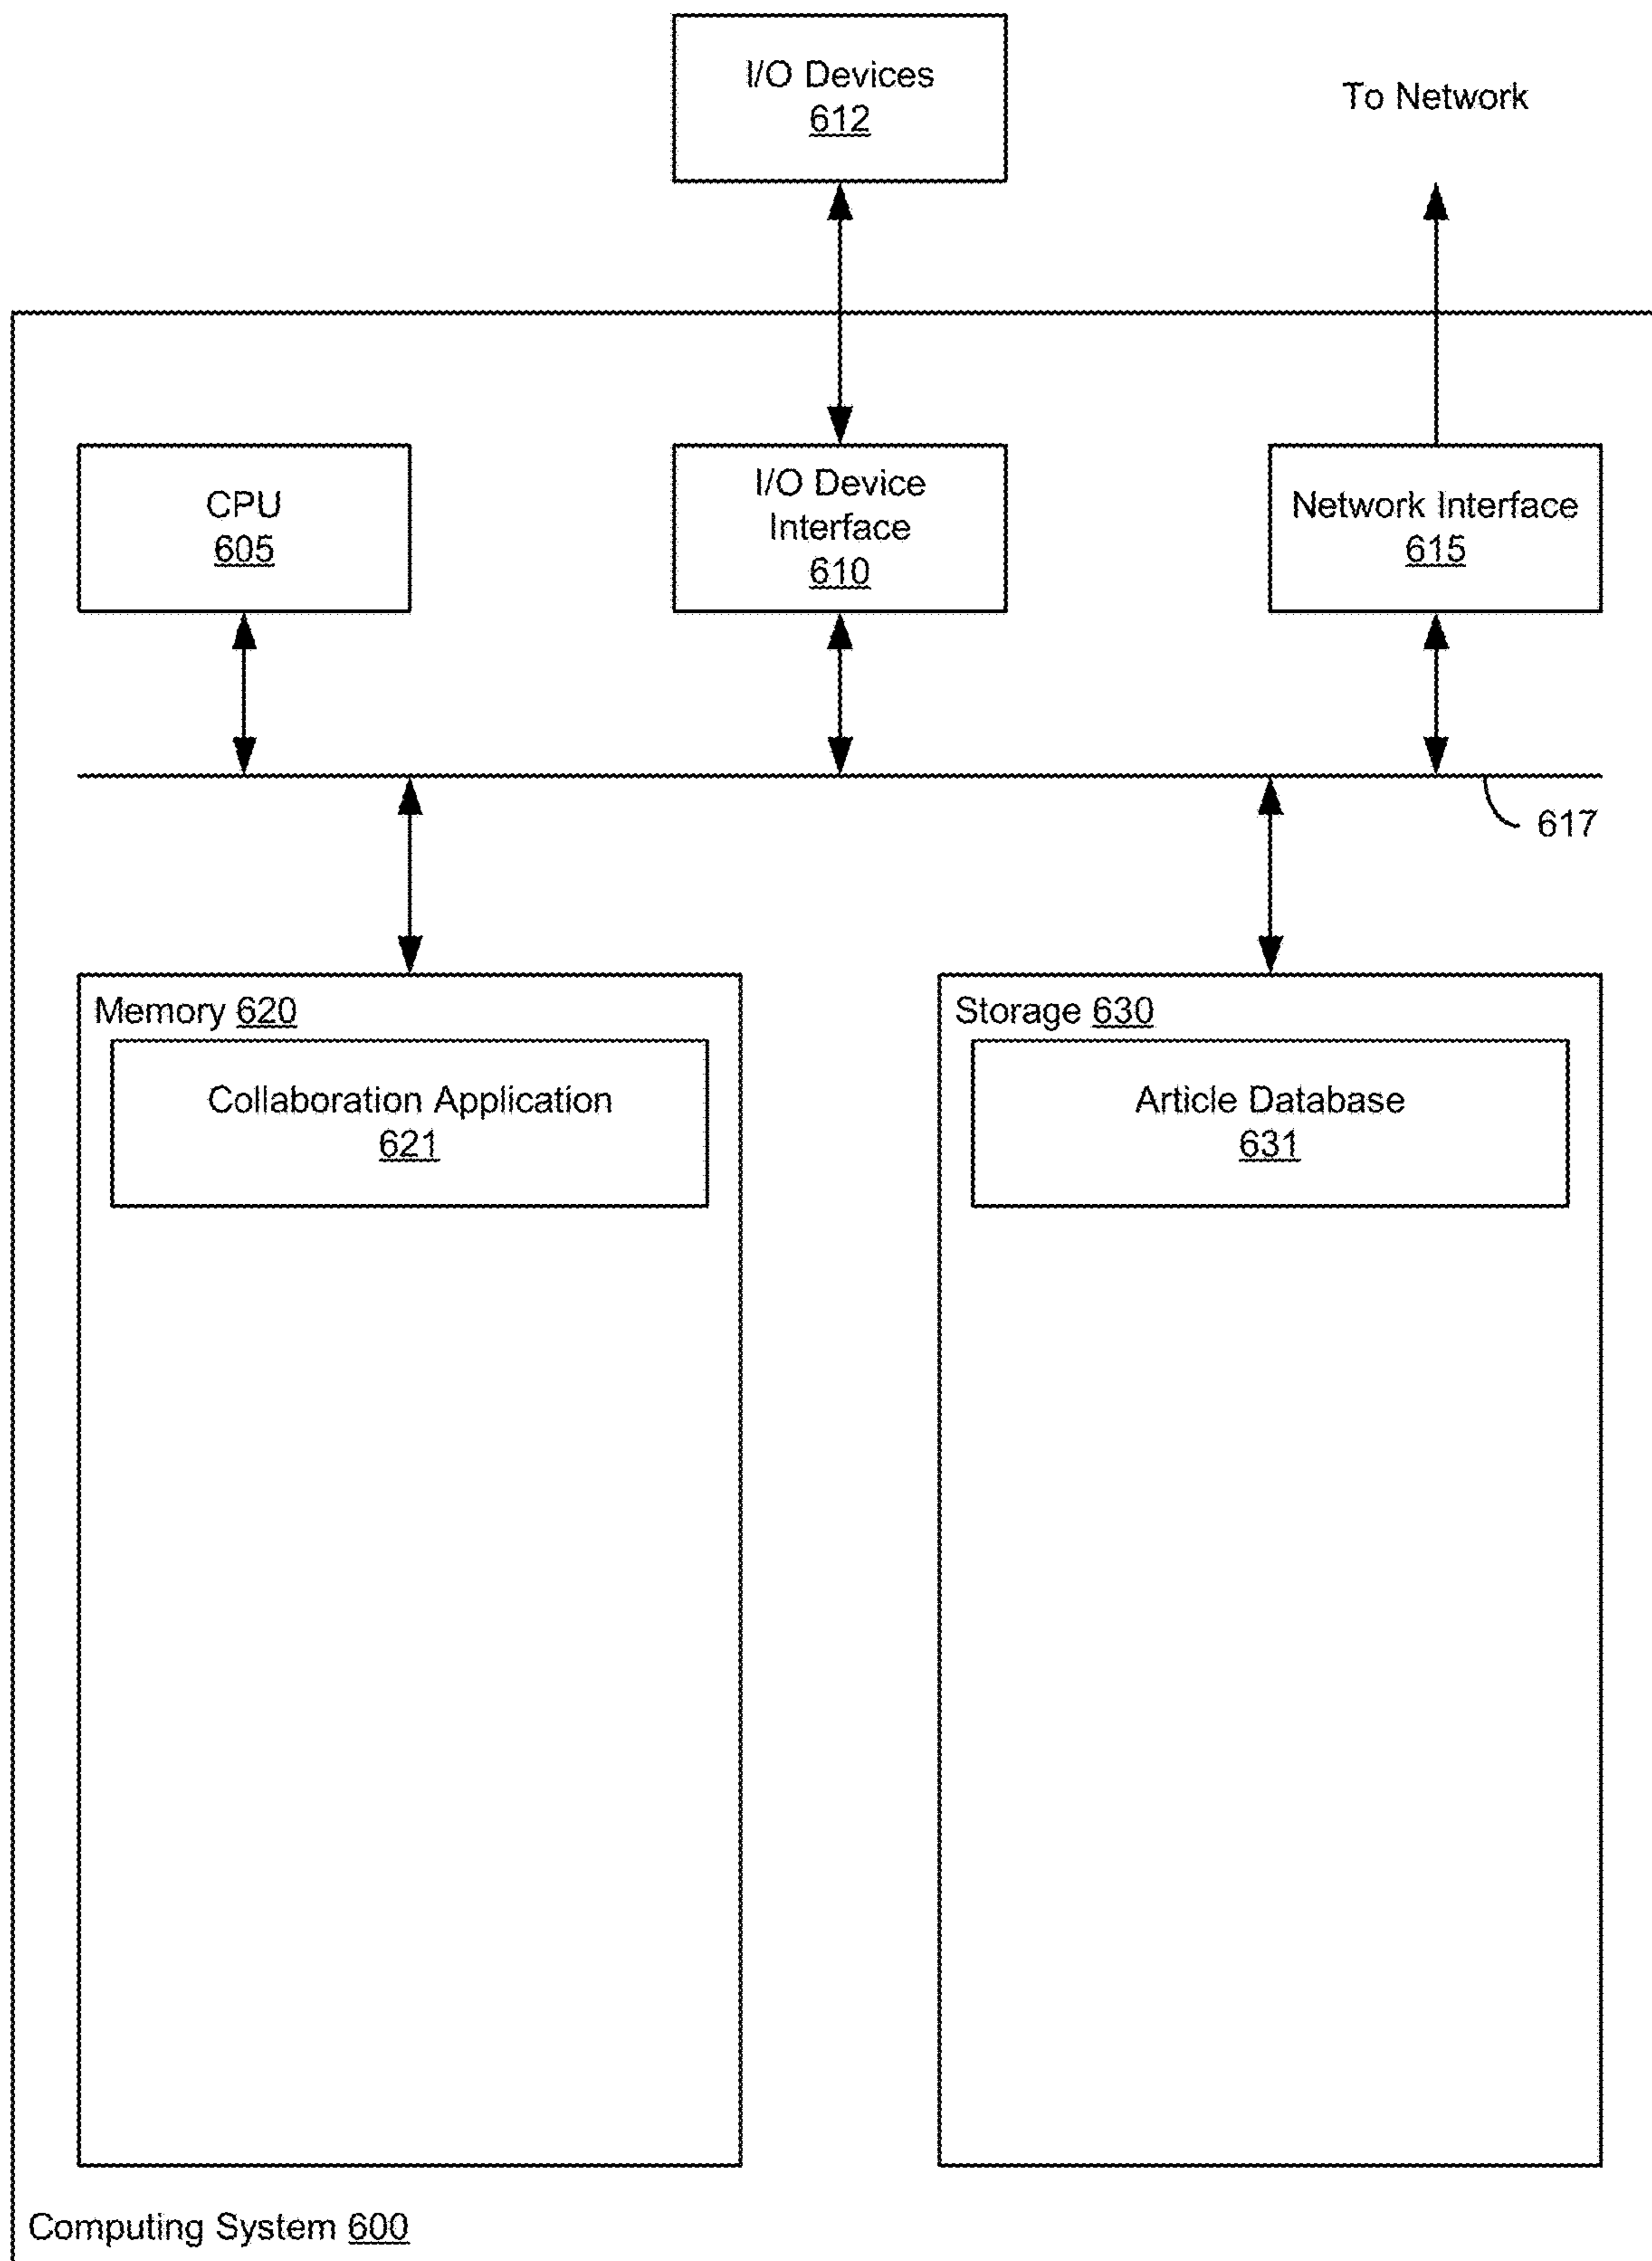 I/O Devices
612
To Network
CPU
605
I/O Device
Interface
610
Network Interface
615
617
Memory 620
Collaboration Application
621
Storage 630
Article Database
631
Computing System 600